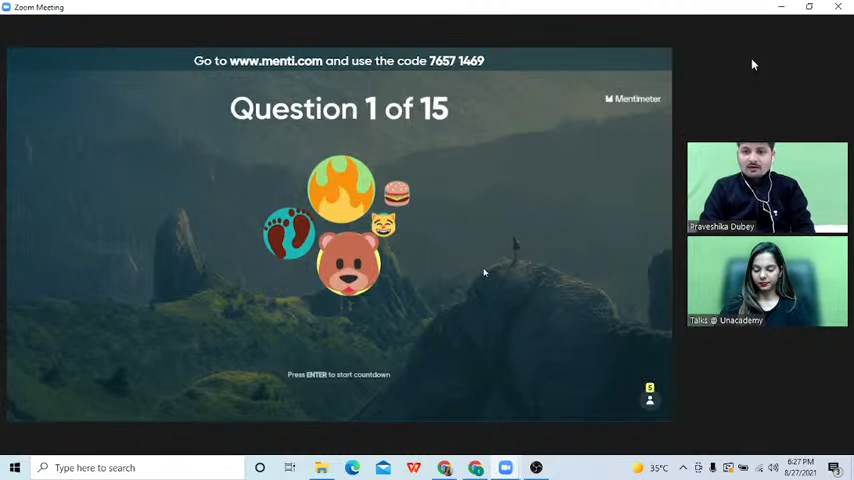 Zoom Meeting
Go to www.menti.com and use the code 7657 1469
Mentimeter
Question 1 of 15
Praveshika Dubey
Talks @ Unacademy
Press ENTER to start countdown
5
Type here to search
35°C
6:27 PM
8/27/2021
3